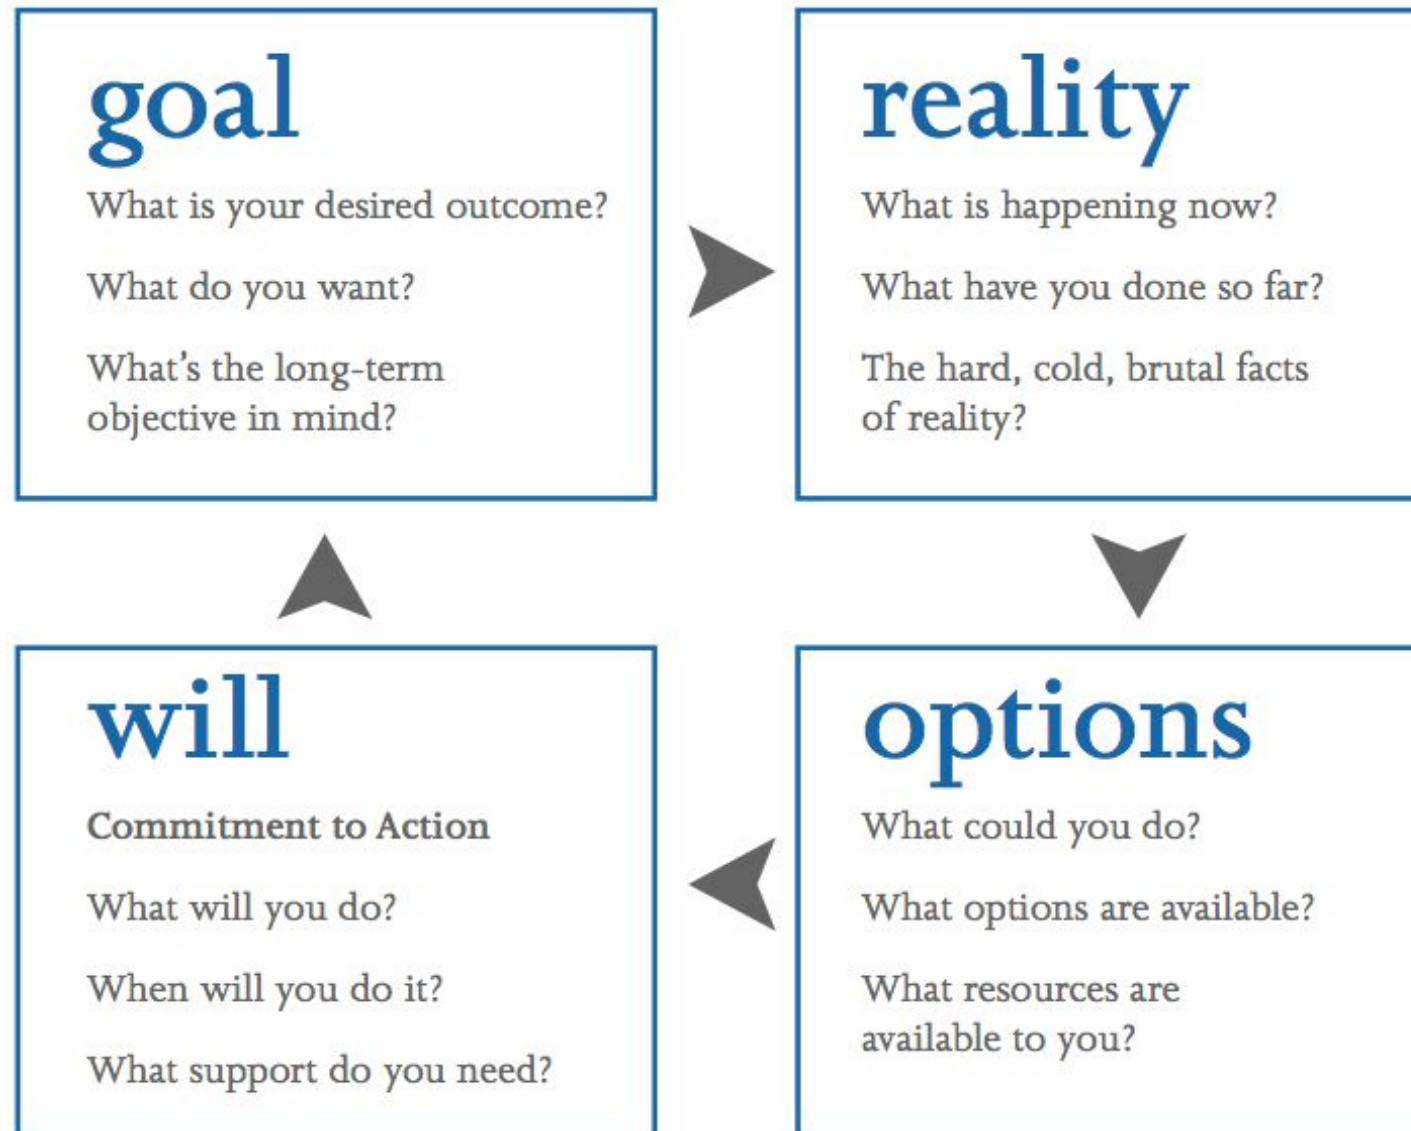 goal
What is your desired outcome?
What do you want?
What’s the long-term
objective in mind?
reality
What is happening now?
What have you done so far?
The hard, cold, brutal facts
of reality?
will
Commitment to Action
What will you do?
When will you do it?
What support do you need?
options
What could you do?
What options are available?
What resources are
available to you?